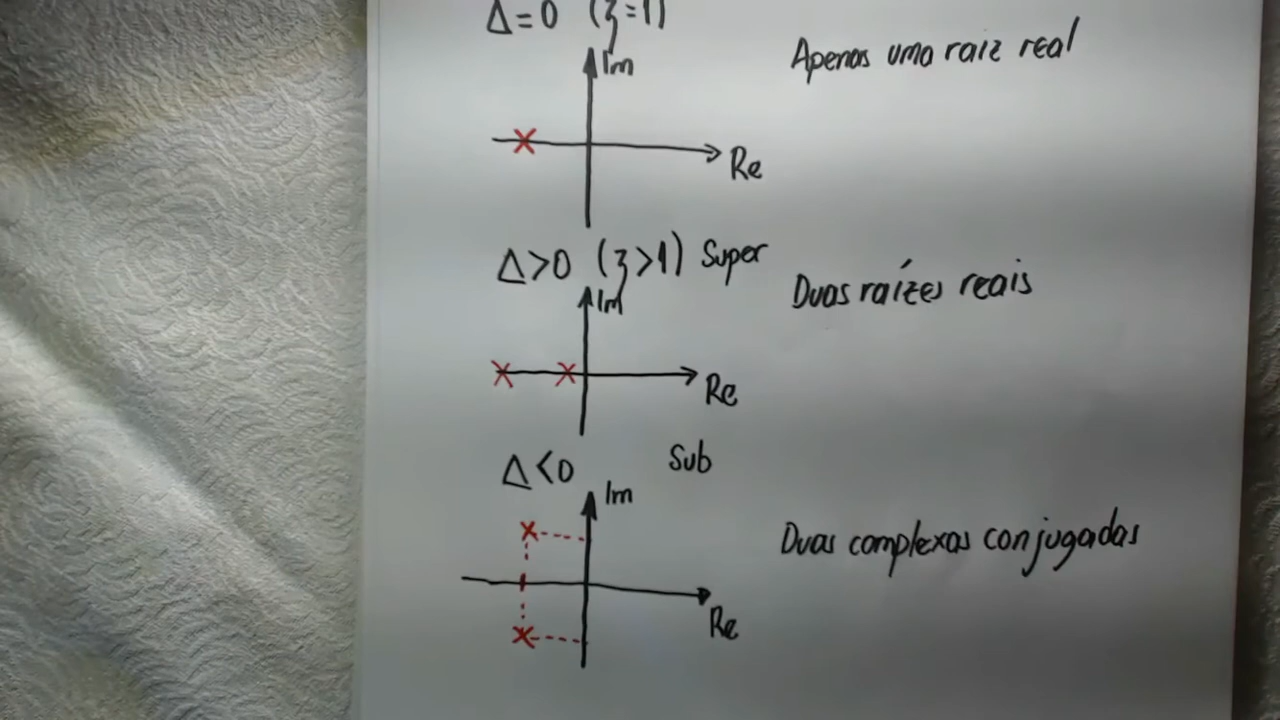 Δ=0 (ζ=1)
Apenas uma raiz real
Im
Re
Δ>0 (ζ>1) Super
Duas raízes reais
Im
Re
Δ<0 Sub
Im
Duas complexas conjugadas
Re